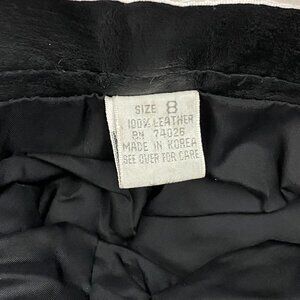 SIZE 8
100% LEATHER
RN 74026
MADE IN KOREA
SEE OVER FOR CARE